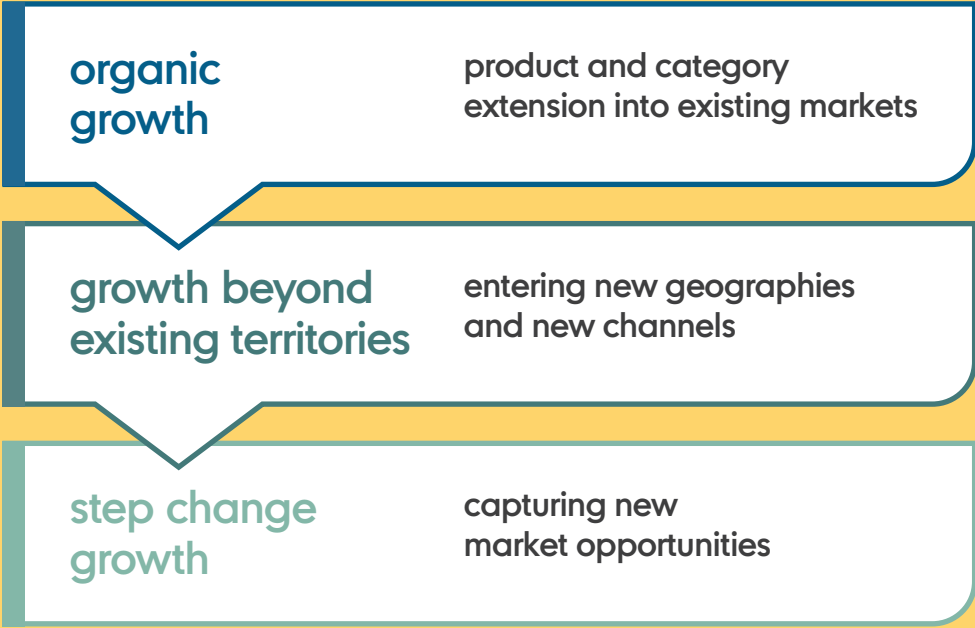 organic
growth
product and category
extension into existing markets
growth beyond
existing territories
entering new geographies
and new channels
step change
growth
capturing new
market opportunities